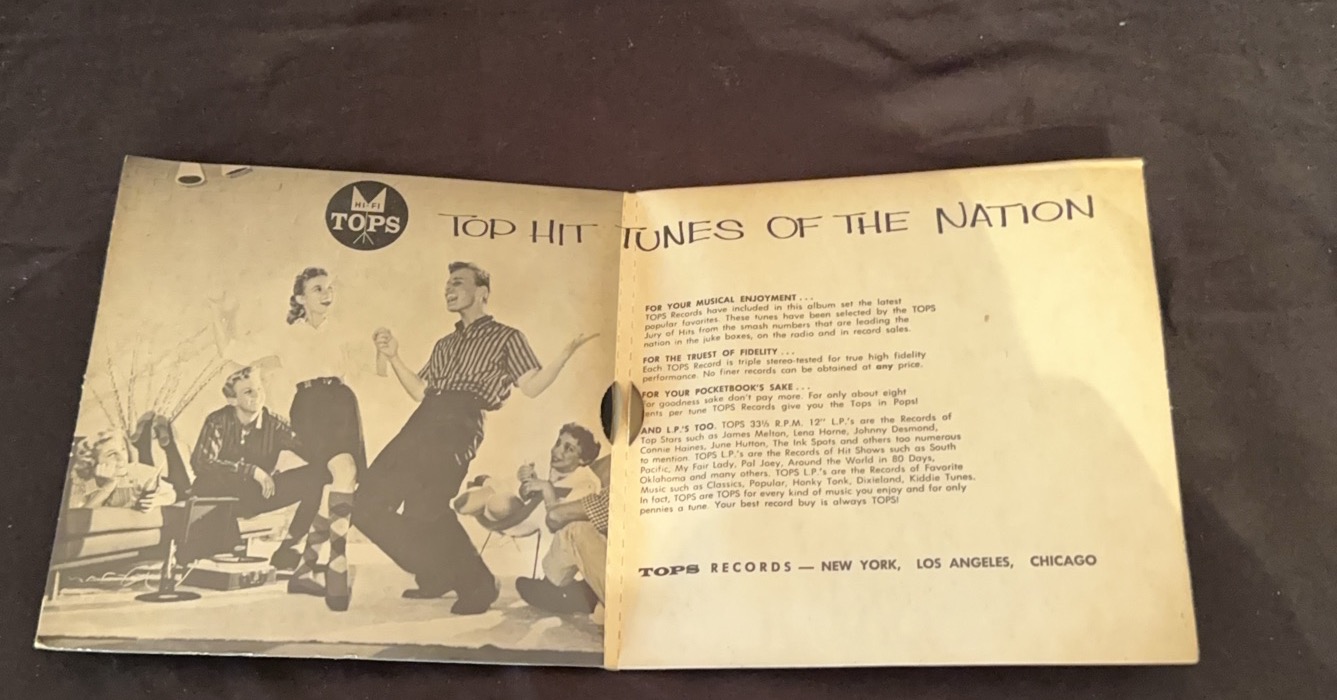 HI-FI
TOPS
TOP HIT TUNES OF THE NATION
FOR YOUR MUSICAL ENJOYMENT...
TOPS Records have included in this album set the latest
popular favorites. These tunes have been selected by the TOPS
Jury of Hits from the smash numbers that are leading the
nation in the juke boxes, on the radio and in record sales.
FOR THE TRUEST OF FIDELITY...
Each TOPS Record is triple stereo-tested for true high fidelity
performance. No finer records can be obtained at any price.
FOR YOUR POCKETBOOK'S SAKE...
For goodness sake don't pay more. For only about eight
ents per tune TOPS Records give you the Tops in Pops!
AND L.P.'S TOO. TOPS 33⅓ R.P.M. 12" L.P.'s are the Records of
Top Stars such as James Melton, Lena Horne, Johnny Desmond,
Connie Haines, June Hutton, The Ink Spots and others too numerous
to mention. TOPS L.P.'s are the Records of Hit Shows such as South
Pacific, My Fair Lady, Pal Joey, Around the World in 80 Days,
Oklahoma and many others. TOPS L.P.'s are the Records of Favorite
Music such as Classics, Popular, Honky Tonk, Dixieland, Kiddie Tunes.
In fact, TOPS are TOPS for every kind of music you enjoy and for only
pennies a tune. Your best record buy is always TOPS!
TOPS RECORDS — NEW YORK, LOS ANGELES, CHICAGO